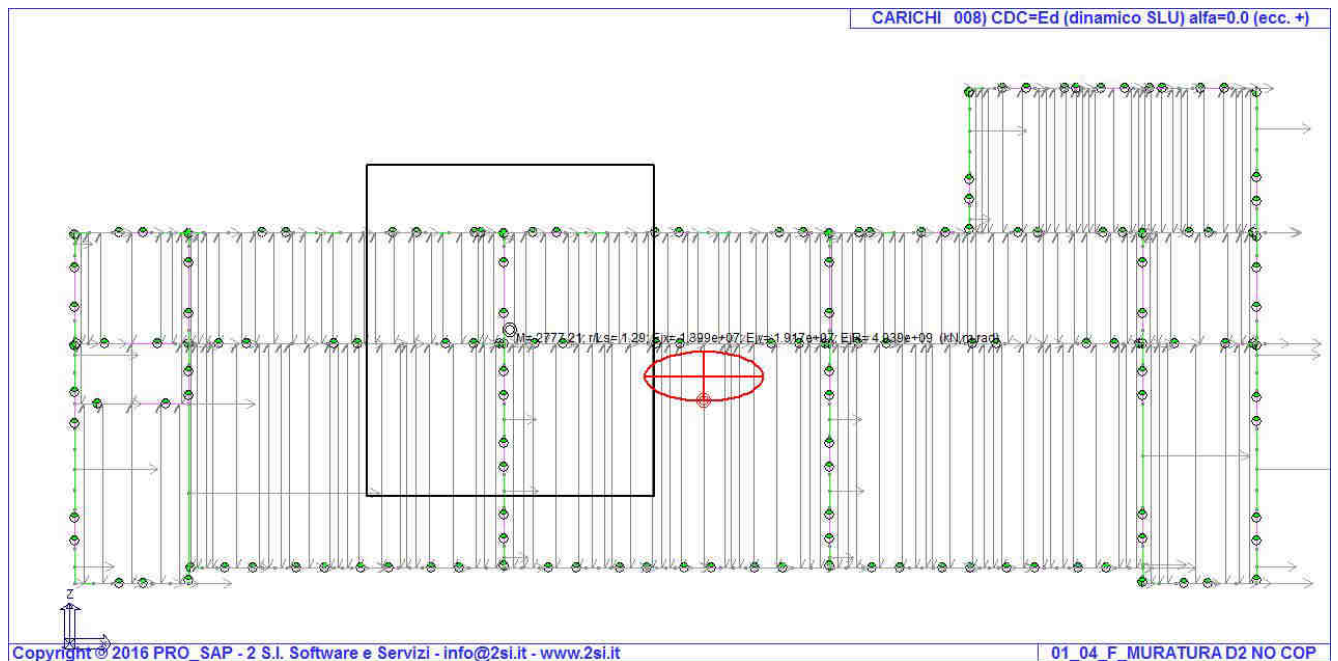 CARICHI 008) CDC=Ed (dinamico SLU) alfa=0.0 (ecc. +)
M= 2777.21; r/Ls= 1.29; Ejx= 1.399e+07; Ejy= 1.917e+07; EjR= 4.939e+09 (kN,m,rad)
Z
Copyright © 2016 PRO_SAP - 2 S.I. Software e Servizi - info@2si.it - www.2si.it
01_04_F_MURATURA D2 NO COP